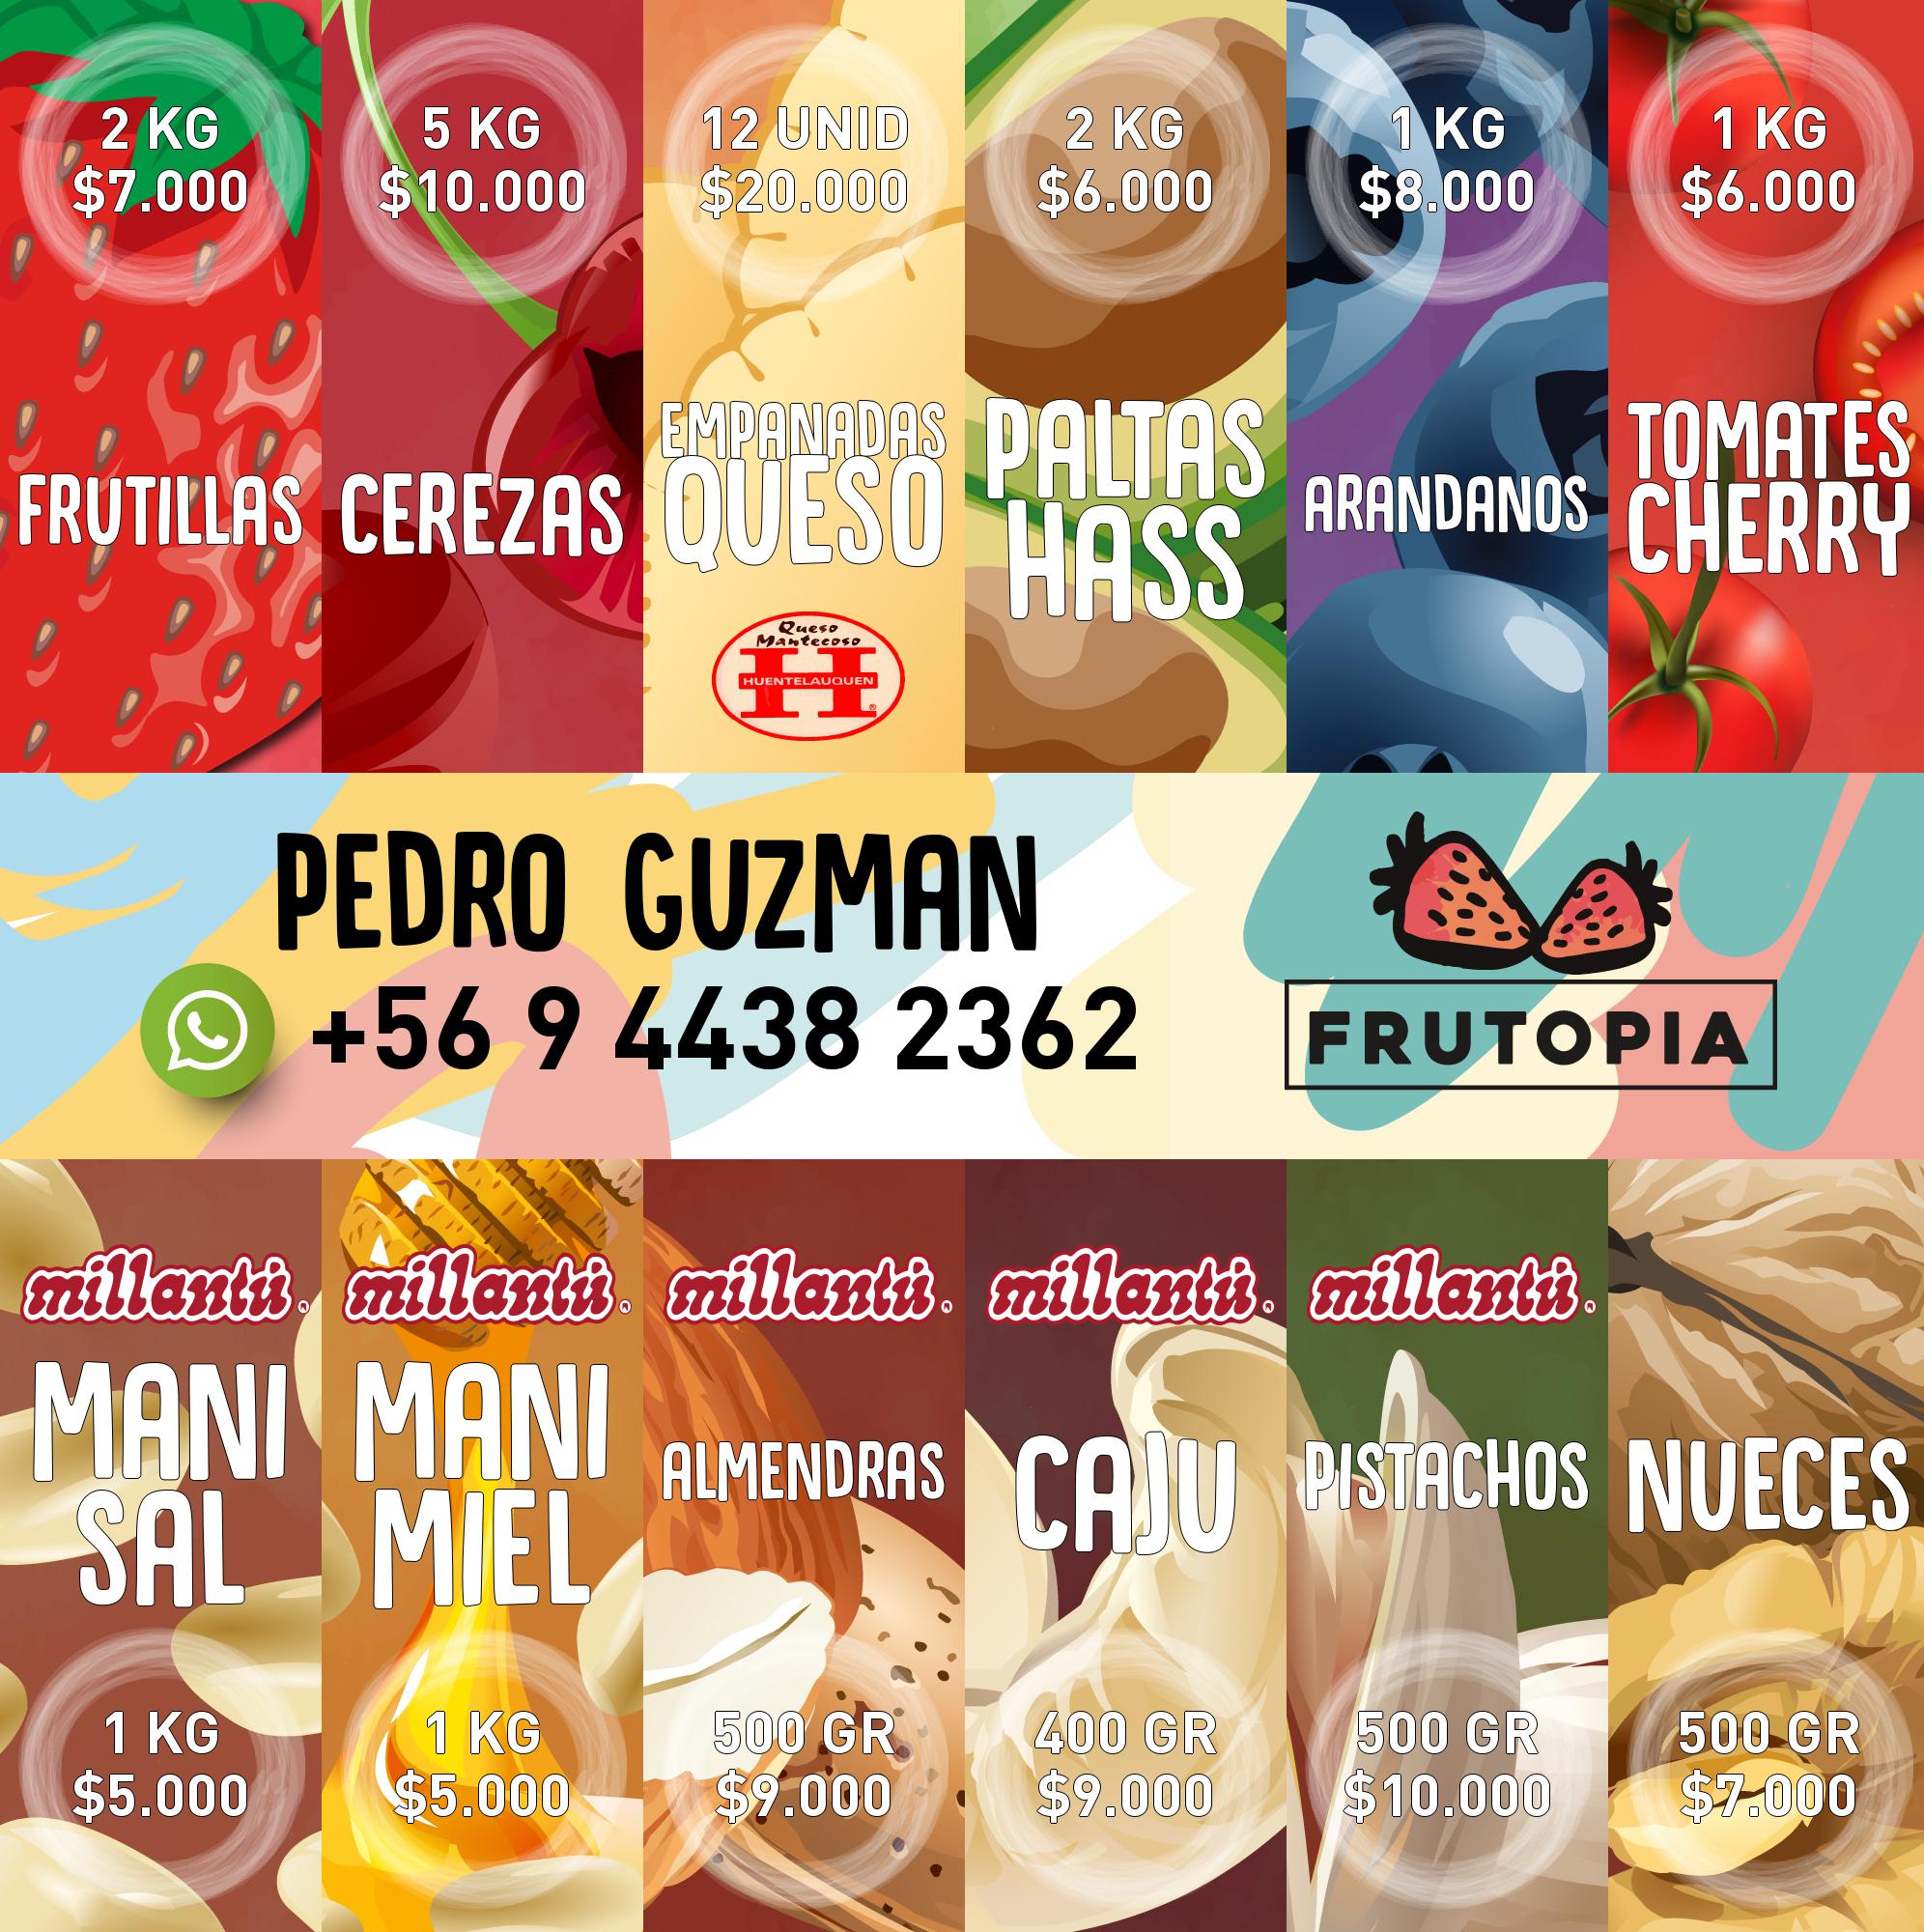 2 KG
$7.000
FRUTILLAS
5 KG
$10.000
CEREZAS
12 UNID
$20.000
EMPANADAS
QUESO
Queso
Mantecoso
H
HUENTELAUQUEN
®
2 KG
$6.000
PALTAS
HASS
1 KG
$8.000
ARANDANOS
1 KG
$6.000
TOMATES
CHERRY
PEDRO GUZMAN
+56 9 4438 2362
FRUTOPIA
millantú
MANI
SAL
1 KG
$5.000
millantú
MANI
MIEL
1 KG
$5.000
millantú
ALMENDRAS
500 GR
$9.000
millantú
CAJU
400 GR
$9.000
millantú
PISTACHOS
500 GR
$10.000
NUECES
500 GR
$7.000